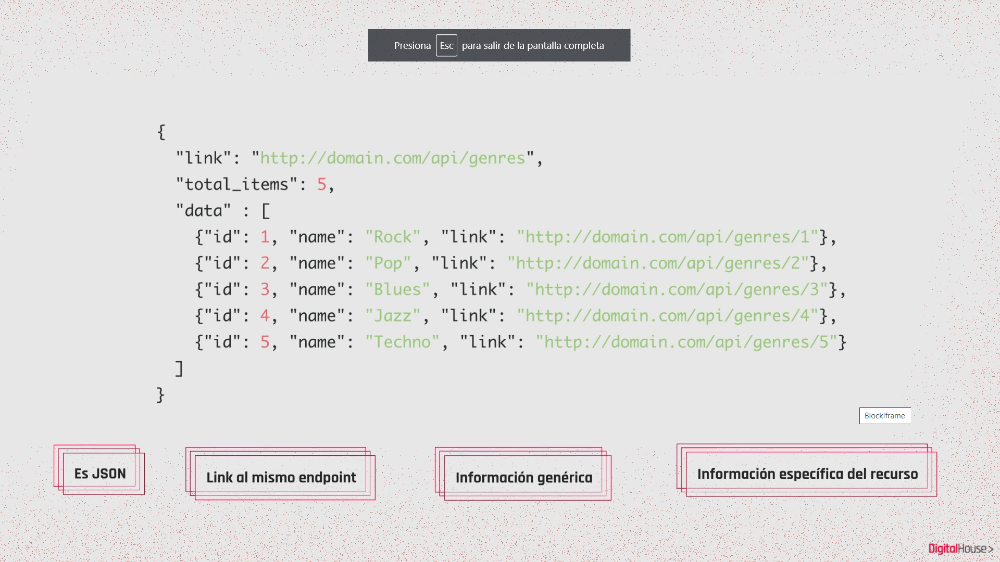 Presiona Esc para salir de la pantalla completa
{
"link": "http://domain.com/api/genres",
"total_items": 5,
"data" : [
{"id": 1, "name": "Rock", "link": "http://domain.com/api/genres/1"},
{"id": 2, "name": "Pop", "link": "http://domain.com/api/genres/2"},
{"id": 3, "name": "Blues", "link": "http://domain.com/api/genres/3"},
{"id": 4, "name": "Jazz", "link": "http://domain.com/api/genres/4"},
{"id": 5, "name": "Techno", "link": "http://domain.com/api/genres/5"}
]
}
BlockIframe
Es JSON
Link al mismo endpoint
Información genérica
Información específica del recurso
DigitalHouse>